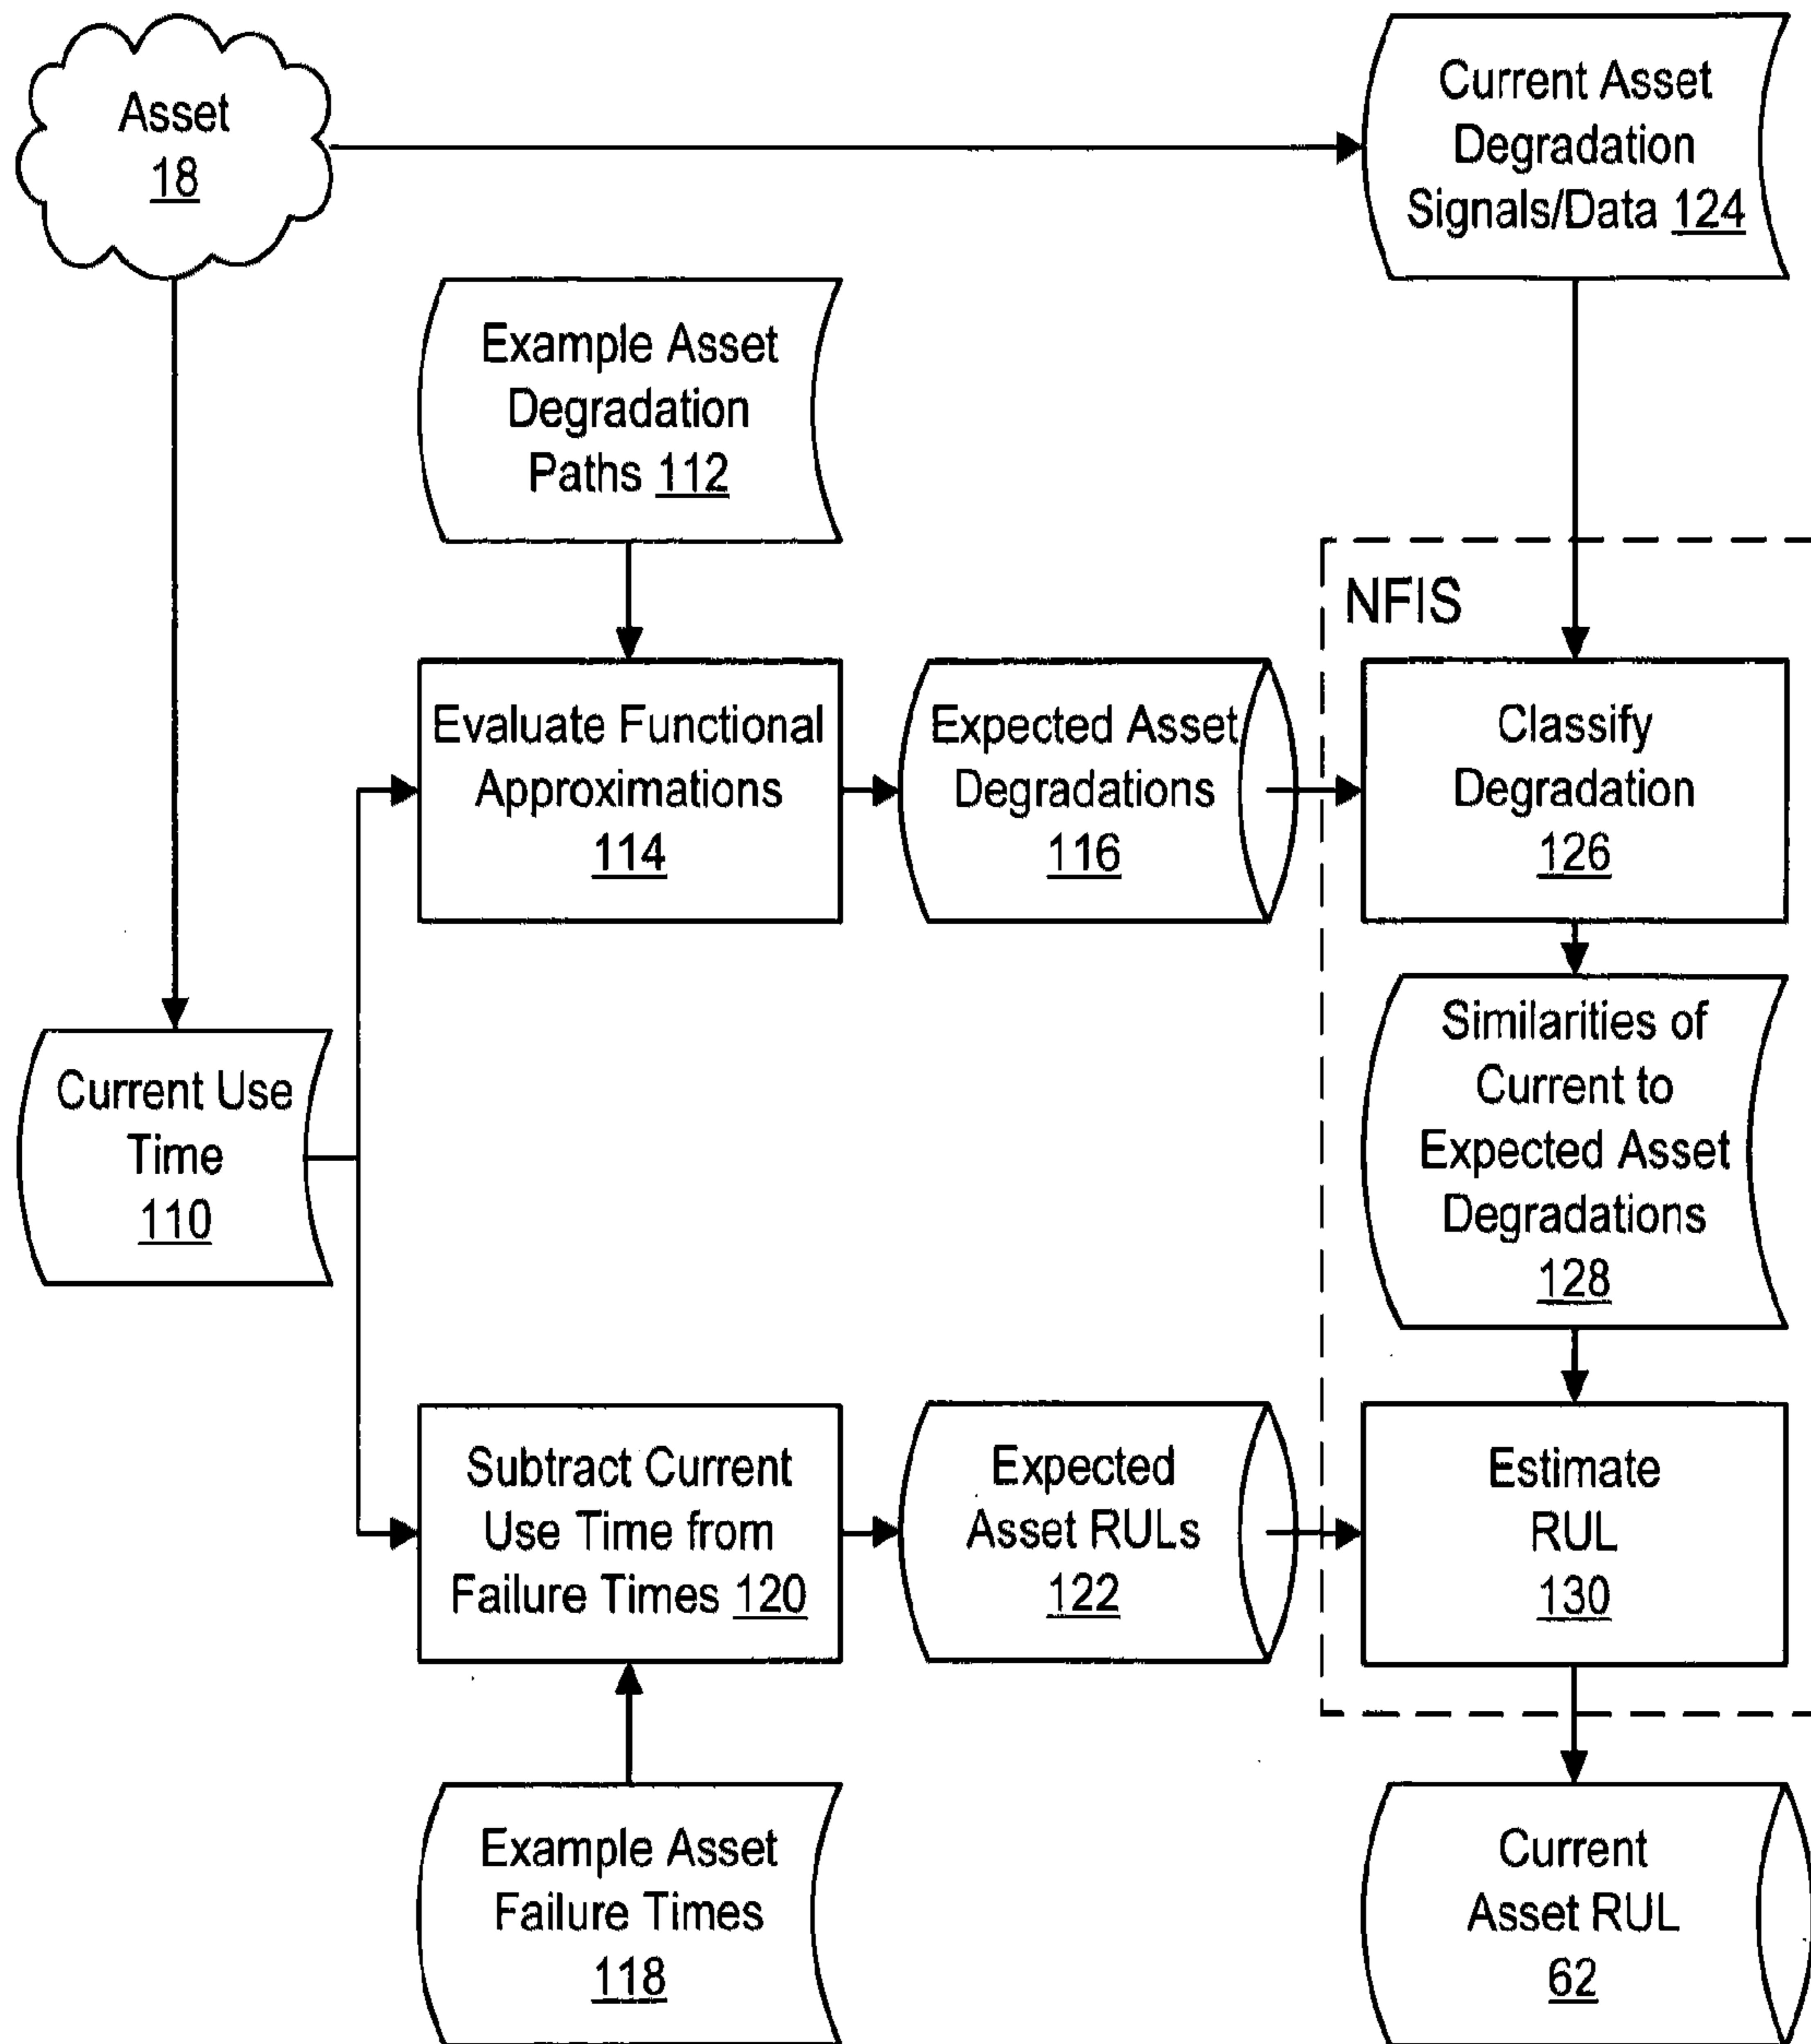 Asset
18
Current Asset
Degradation
Signals/Data 124
Example Asset
Degradation
Paths 112
NFIS
Evaluate Functional
Approximations
114
Expected Asset
Degradations
116
Classify
Degradation
126
Current Use
Time
110
Similarities of
Current to
Expected Asset
Degradations
128
Subtract Current
Use Time from
Failure Times 120
Expected
Asset RULs
122
Estimate
RUL
130
Example Asset
Failure Times
118
Current
Asset RUL
62